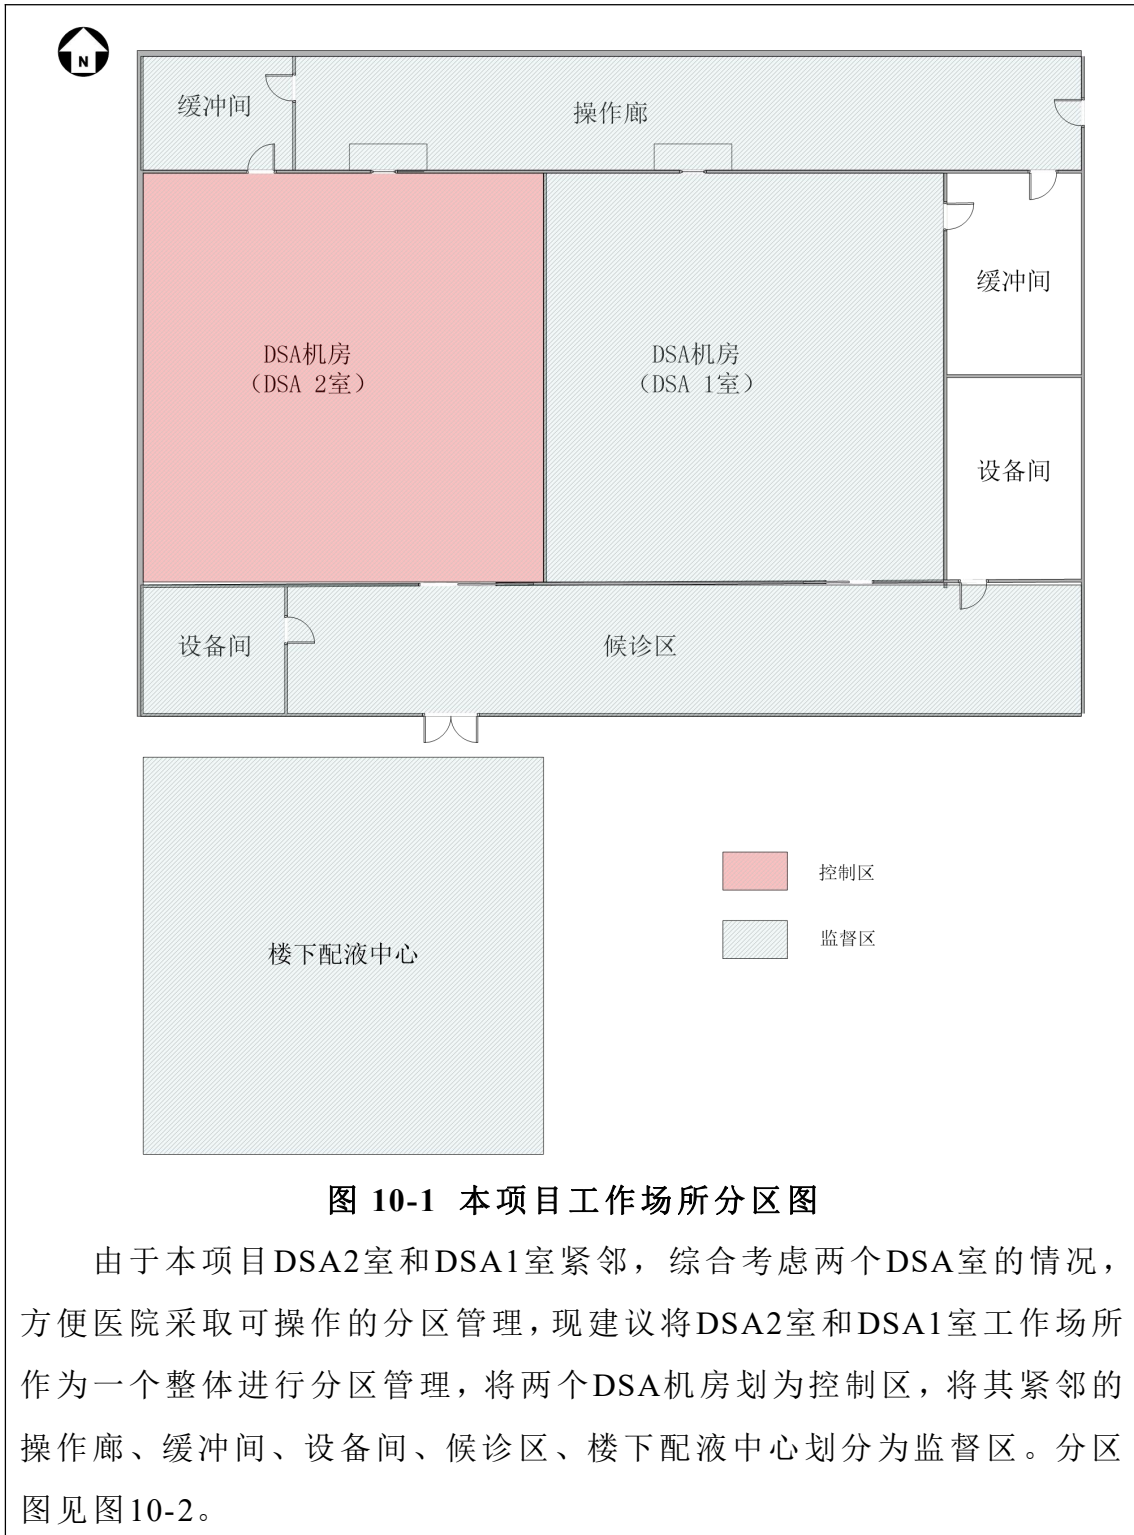 N
缓冲间
操作廊
缓冲间
DSA机房
（DSA 2室）
DSA机房
（DSA 1室）
设备间
设备间
候诊区
控制区
监督区
楼下配液中心
图 10-1 本项目工作场所分区图
由于本项目DSA2室和DSA1室紧邻，综合考虑两个DSA室的情况，
方便医院采取可操作的分区管理，现建议将DSA2室和DSA1室工作场所
作为一个整体进行分区管理，将两个DSA机房划为控制区，将其紧邻的
操作廊、缓冲间、设备间、候诊区、楼下配液中心划分为监督区。分区
图见图10-2。